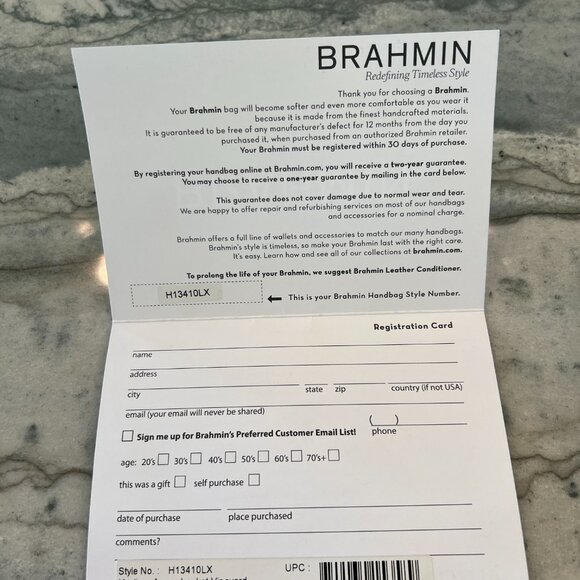 BRAHMIN
Redefining Timeless Style
Thank you for choosing a Brahmin.
Your Brahmin bag will become softer and even more comfortable as you wear it
because it is made from the finest handcrafted materials.
It is guaranteed to be free of any manufacturer's defect for 12 months from the day you
purchased it, when purchased from an authorized Brahmin retailer.
Your Brahmin must be registered within 30 days of purchase.
By registering your handbag online at Brahmin.com, you will receive a two-year guarantee.
You may choose to receive a one-year guarantee by mailing in the card below.
This guarantee does not cover damage due to normal wear and tear.
We are happy to offer repair and refurbishing services on most of our handbags
and accessories for a nominal charge.
Brahmin offers a full line of wallets and accessories to match our many handbags.
Brahmin's style is timeless, so make your Brahmin last with the right care.
It's easy. Learn how and see all of our collections at brahmin.com.
To prolong the life of your Brahmin, we suggest Brahmin Leather Conditioner.
H13410LX ← This is your Brahmin Handbag Style Number.
Registration Card
name
address
city state zip country (if not USA)
email (your email will never be shared)
( )
Sign me up for Brahmin's Preferred Customer Email List! phone
age: 20's 30's 40's 50's 60's 70's+
this was a gift self purchase
date of purchase place purchased
comments?
Style No. : H13410LX UPC :